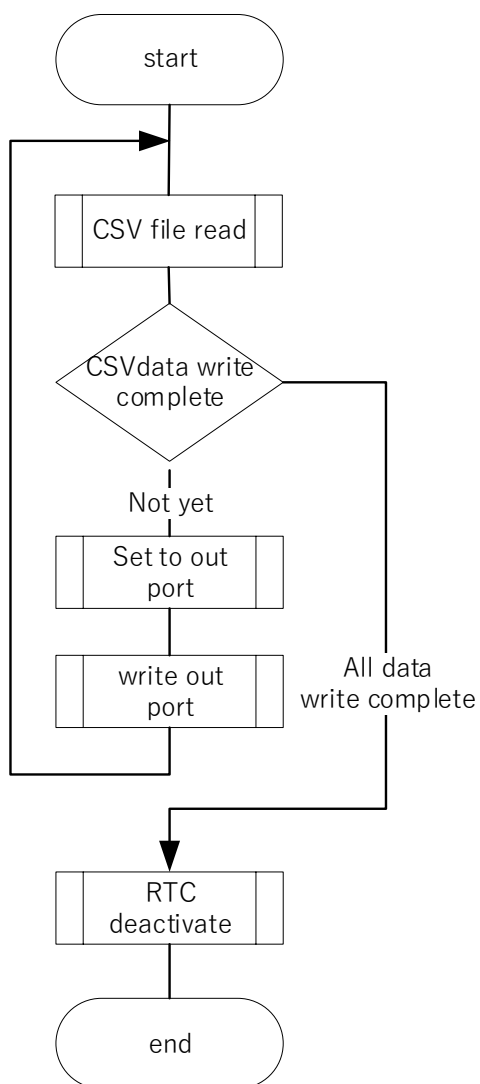 start
CSV file read
CSVdata write
complete
Not yet
Set to out
port
write out
port
All data
write complete
RTC
deactivate
end